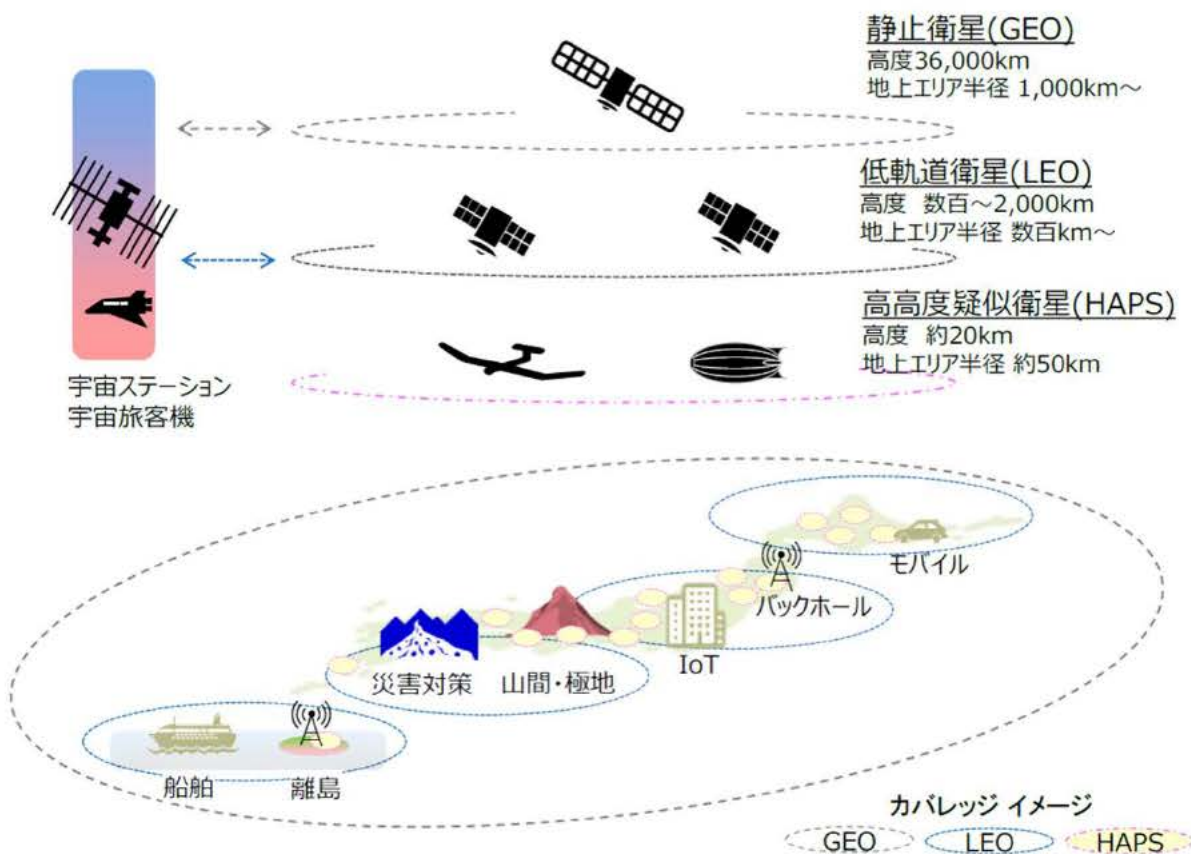 静止衛星(GEO)
高度36,000km
地上エリア半径 1,000km～
低軌道衛星(LEO)
高度 数百～2,000km
地上エリア半径 数百km～
高高度疑似衛星(HAPS)
高度 約20km
地上エリア半径 約50km
宇宙ステーション
宇宙旅客機
モバイル
バックホール
IoT
災害対策
山間・極地
船舶
離島
カバレッジ イメージ
GEO
LEO
HAPS